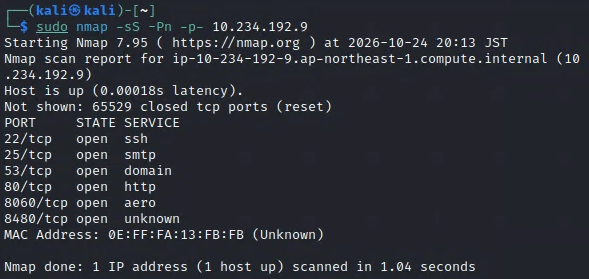 ┌──(kali㉿kali)-[~]
└─$ sudo nmap -sS -Pn -p- 10.234.192.9
Starting Nmap 7.95 ( https://nmap.org ) at 2026-10-24 20:13 JST
Nmap scan report for ip-10-234-192-9.ap-northeast-1.compute.internal (10
.234.192.9)
Host is up (0.00018s latency).
Not shown: 65529 closed tcp ports (reset)
PORT     STATE SERVICE
22/tcp   open  ssh
25/tcp   open  smtp
53/tcp   open  domain
80/tcp   open  http
8060/tcp open  aero
8480/tcp open  unknown
MAC Address: 0E:FF:FA:13:FB:FB (Unknown)

Nmap done: 1 IP address (1 host up) scanned in 1.04 seconds